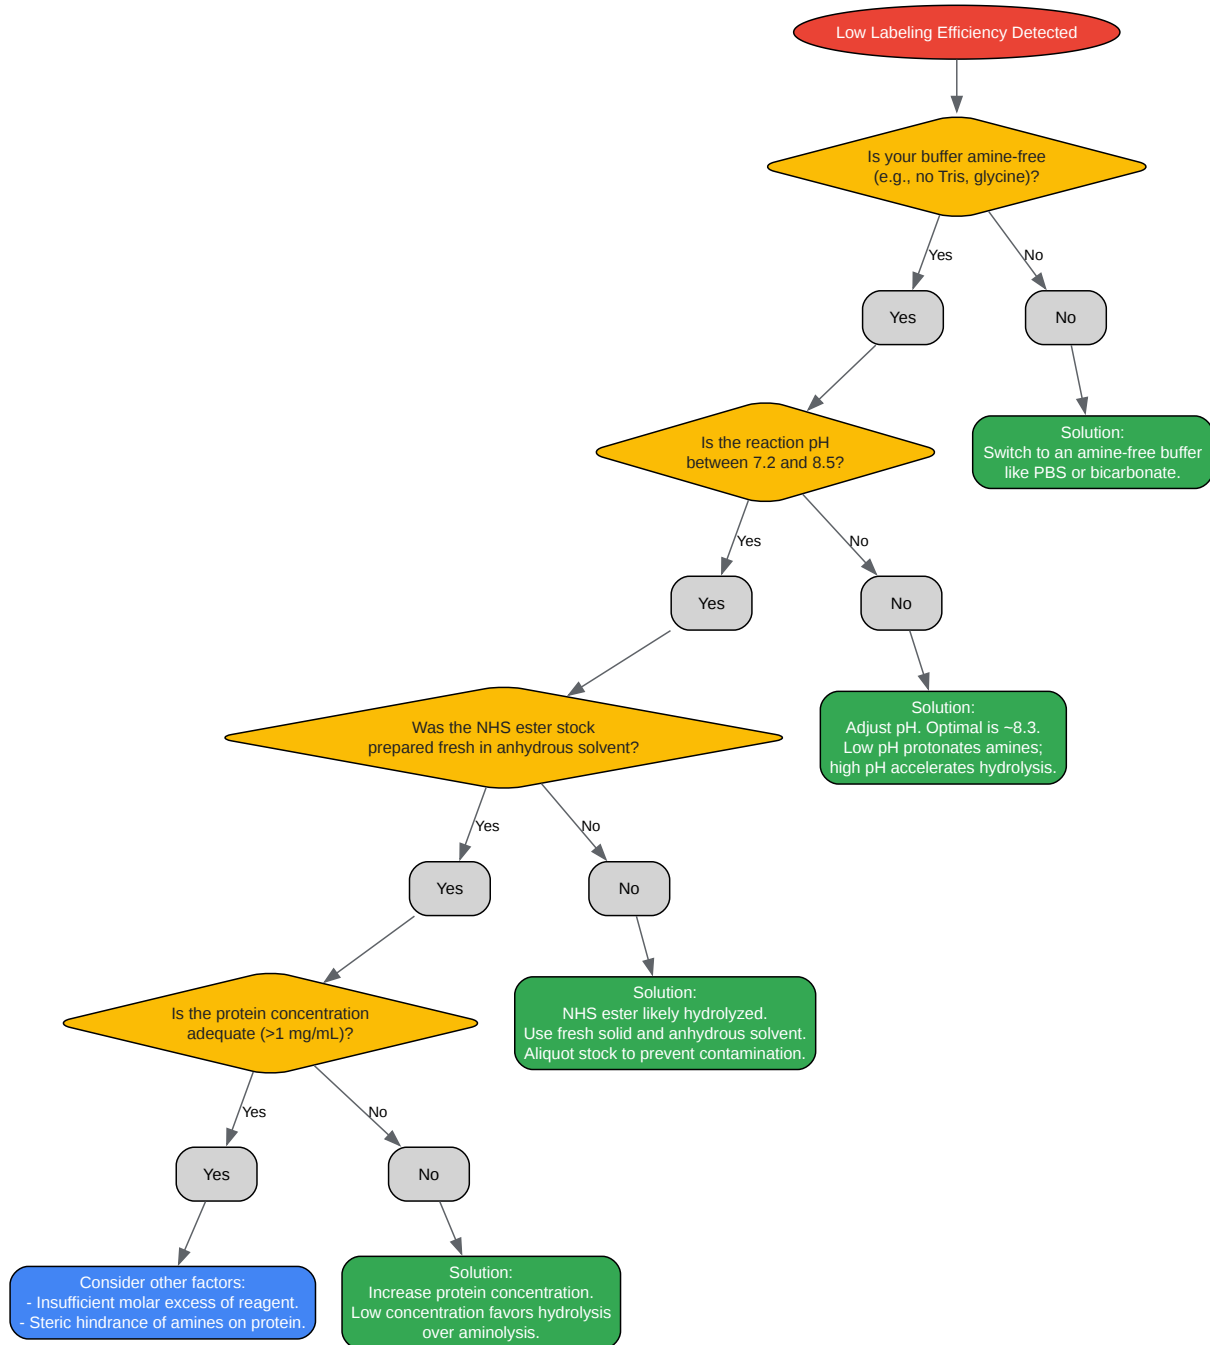 Low Labeling Efficiency Detected
Is your buffer amine-free
(e.g., no Tris, glycine)?
Yes
No
Yes
No
Is the reaction pH
between 7.2 and 8.5?
Solution:
Switch to an amine-free buffer
like PBS or bicarbonate.
Yes
No
Yes
No
Was the NHS ester stock
prepared fresh in anhydrous solvent?
Solution:
Adjust pH. Optimal is ~8.3.
Low pH protonates amines;
high pH accelerates hydrolysis.
Yes
No
Yes
No
Is the protein concentration
adequate (>1 mg/mL)?
Solution:
NHS ester likely hydrolyzed.
Use fresh solid and anhydrous solvent.
Aliquot stock to prevent contamination.
Yes
No
Yes
No
Consider other factors:
- Insufficient molar excess of reagent.
- Steric hindrance of amines on protein.
Solution:
Increase protein concentration.
Low concentration favors hydrolysis
over aminolysis.